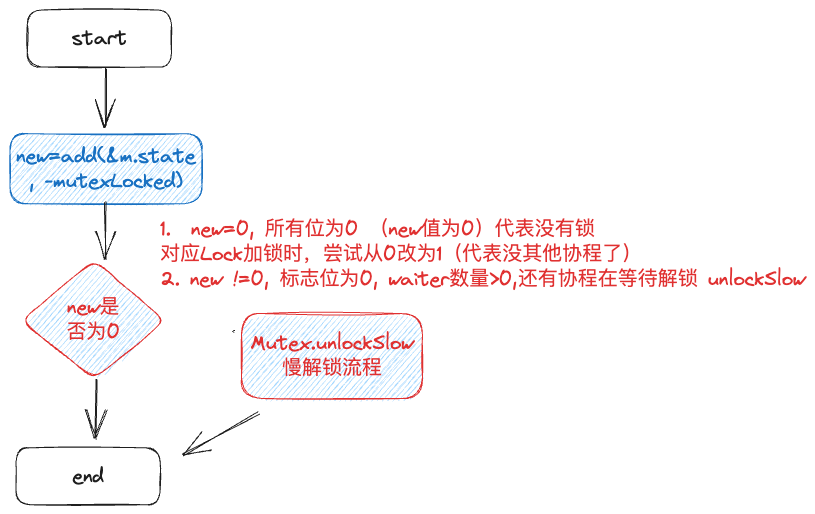 start
new=add(&m.state
, -mutexLocked)
1. new=0, 所有位为0 （new值为0）代表没有锁
对应Lock加锁时，尝试从0改为1（代表没其他协程了）
2. new !=0, 标志位为0, waiter数量>0,还有协程在等待解锁 unlockSlow
new是
否为0
Mutex.unlockSlow
慢解锁流程
end